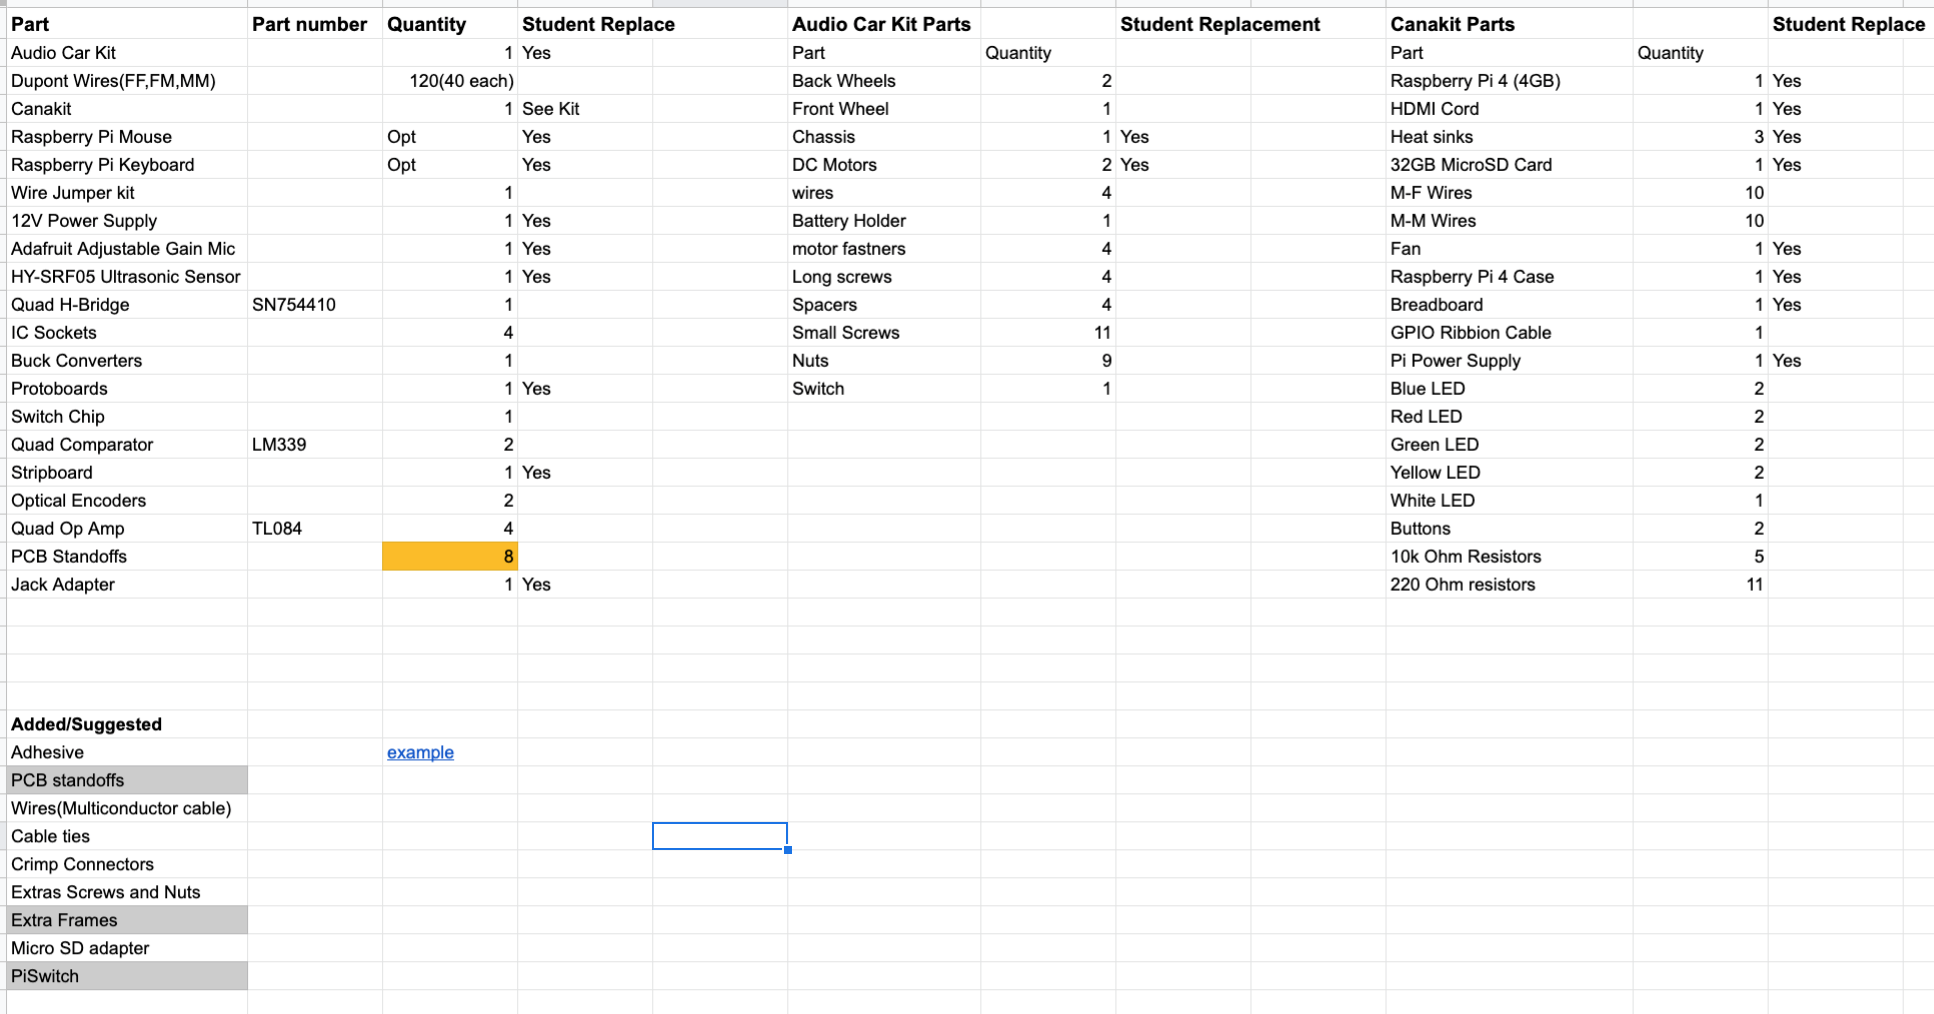 Part Part number Quantity Student Replace Audio Car Kit Parts Student Replacement Canakit Parts Student Replace
Audio Car Kit 1 Yes Part Quantity Part Quantity
Dupont Wires(FF,FM,MM) 120(40 each) Back Wheels 2 Raspberry Pi 4 (4GB) 1 Yes
Canakit 1 See Kit Front Wheel 1 HDMI Cord 1 Yes
Raspberry Pi Mouse Opt Yes Chassis 1 Yes Heat sinks 3 Yes
Raspberry Pi Keyboard Opt Yes DC Motors 2 Yes 32GB MicroSD Card 1 Yes
Wire Jumper kit 1 wires 4 M-F Wires 10
12V Power Supply 1 Yes Battery Holder 1 M-M Wires 10
Adafruit Adjustable Gain Mic 1 Yes motor fastners 4 Fan 1 Yes
HY-SRF05 Ultrasonic Sensor 1 Yes Long screws 4 Raspberry Pi 4 Case 1 Yes
Quad H-Bridge SN754410 1 Spacers 4 Breadboard 1 Yes
IC Sockets 4 Small Screws 11 GPIO Ribbion Cable 1
Buck Converters 1 Nuts 9 Pi Power Supply 1 Yes
Protoboards 1 Yes Switch 1 Blue LED 2
Switch Chip 1 Red LED 2
Quad Comparator LM339 2 Green LED 2
Stripboard 1 Yes Yellow LED 2
Optical Encoders 2 White LED 1
Quad Op Amp TL084 4 Buttons 2
PCB Standoffs 8 10k Ohm Resistors 5
Jack Adapter 1 Yes 220 Ohm resistors 11
Added/Suggested
Adhesive example
PCB standoffs
Wires(Multiconductor cable)
Cable ties
Crimp Connectors
Extras Screws and Nuts
Extra Frames
Micro SD adapter
PiSwitch